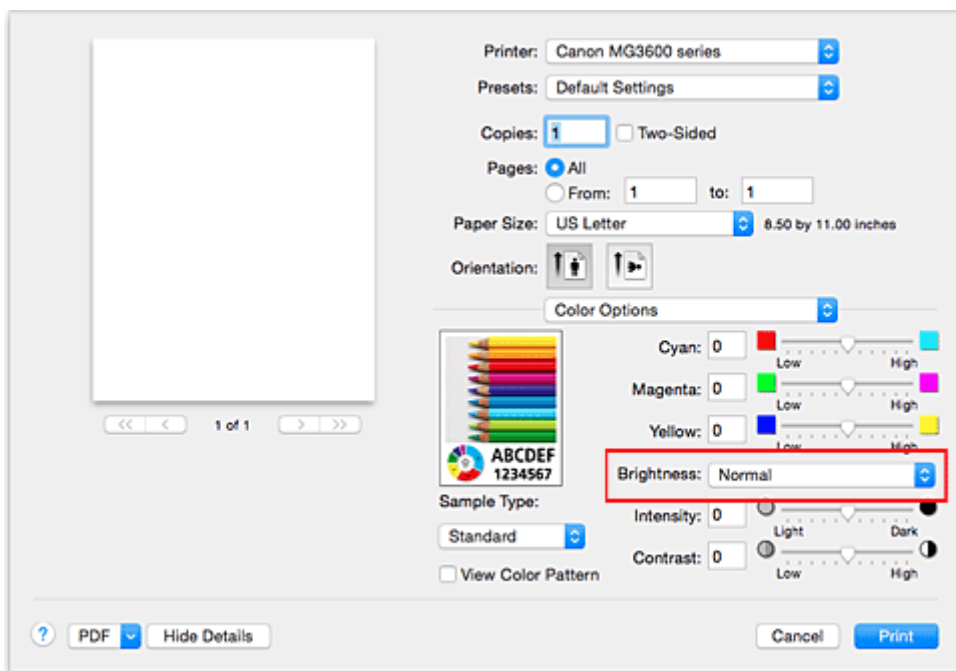 Printer: Canon MG3600 series
Presets: Default Settings
Copies: 1 Two-Sided
Pages: All
From: 1 to: 1
Paper Size: US Letter 8.50 by 11.00 inches
Orientation:
Color Options
Cyan: 0
Low High
Magenta: 0
Low High
Yellow: 0
Low High
Brightness: Normal
Intensity: 0
Light Dark
Contrast: 0
Low High
ABCDEF
1234567
Sample Type:
Standard
View Color Pattern
<< < 1 of 1 > >>
? PDF Hide Details Cancel Print